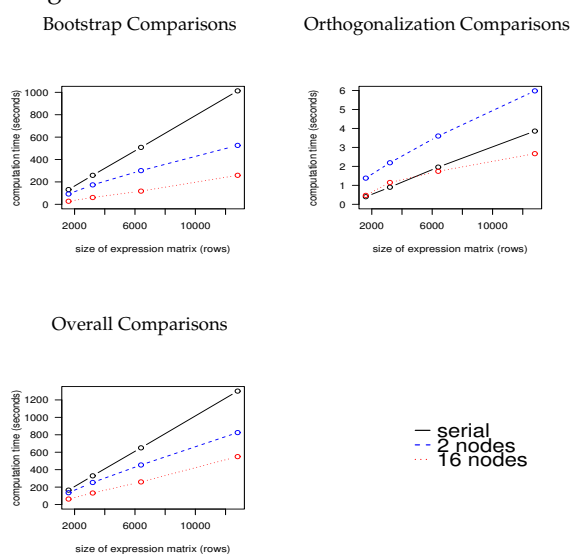 Bootstrap Comparisons
Orthogonalization Comparisons
computation time (seconds)
1000
800
600
400
200
0
2000 6000 10000
size of expression matrix (rows)
computation time (seconds)
6
5
4
3
2
1
0
2000 6000 10000
size of expression matrix (rows)
Overall Comparisons
computation time (seconds)
1200
1000
800
600
400
200
0
2000 6000 10000
size of expression matrix (rows)
serial
2 nodes
16 nodes